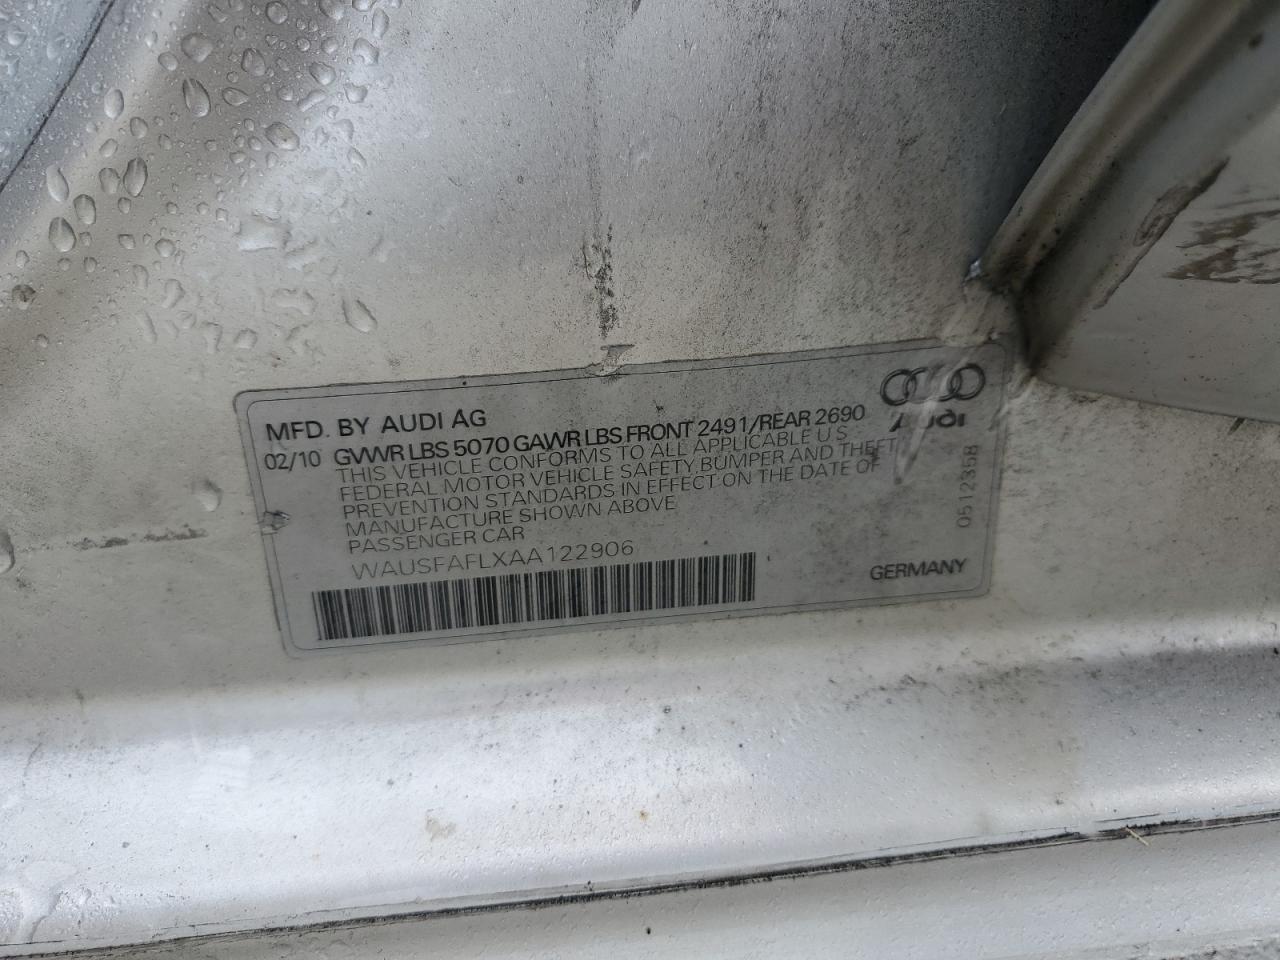 MFD. BY AUDI AG
02/10 GVWR LBS 5070 GAWR LBS FRONT 2491/REAR 2690
THIS VEHICLE CONFORMS TO ALL APPLICABLE U S
FEDERAL MOTOR VEHICLE SAFETY, BUMPER AND THEFT
PREVENTION STANDARDS IN EFFECT ON THE DATE OF
MANUFACTURE SHOWN ABOVE
PASSENGER CAR
WAUSFAFLXAA122906
Audi
0512358
GERMANY